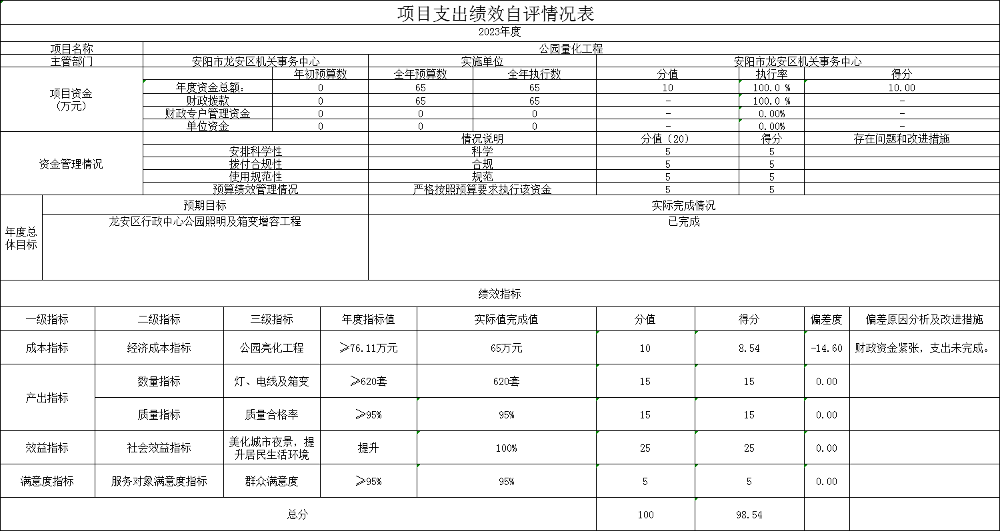 项目支出绩效自评情况表
2023年度
项目名称 公园量化工程
主管部门 安阳市龙安区机关事务中心 实施单位 安阳市龙安区机关事务中心
项目资金
(万元)
年初预算数 全年预算数 全年执行数 分值 执行率 得分
年度资金总额： 0 65 65 10 100.0 % 10.00
财政拨款 0 65 65 - 100.0 % -
财政专户管理资金 0 0 0 - 0.00% -
单位资金 0 0 0 - 0.00% -
资金管理情况
情况说明 分值（20） 得分 存在问题和改进措施
安排科学性 科学 5 5
拨付合规性 合规 5 5
使用规范性 规范 5 5
预算绩效管理情况 严格按照预算要求执行该资金 5 5
年度总
体目标
预期目标 实际完成情况
龙安区行政中心公园照明及箱变增容工程 已完成
绩效指标
一级指标 二级指标 三级指标 年度指标值 实际值完成值 分值 得分 偏差度 偏差原因分析及改进措施
成本指标 经济成本指标 公园亮化工程 ≥76.11万元 65万元 10 8.54 -14.60 财政资金紧张，支出未完成。
产出指标 数量指标 灯、电线及箱变 ≥620套 620套 15 15 0.00
质量指标 质量合格率 ≥95% 95% 15 15 0.00
效益指标 社会效益指标 美化城市夜景，提
升居民生活环境 提升 100% 25 25 0.00
满意度指标 服务对象满意度指标 群众满意度 ≥95% 95% 5 5 0.00
总分 100 98.54